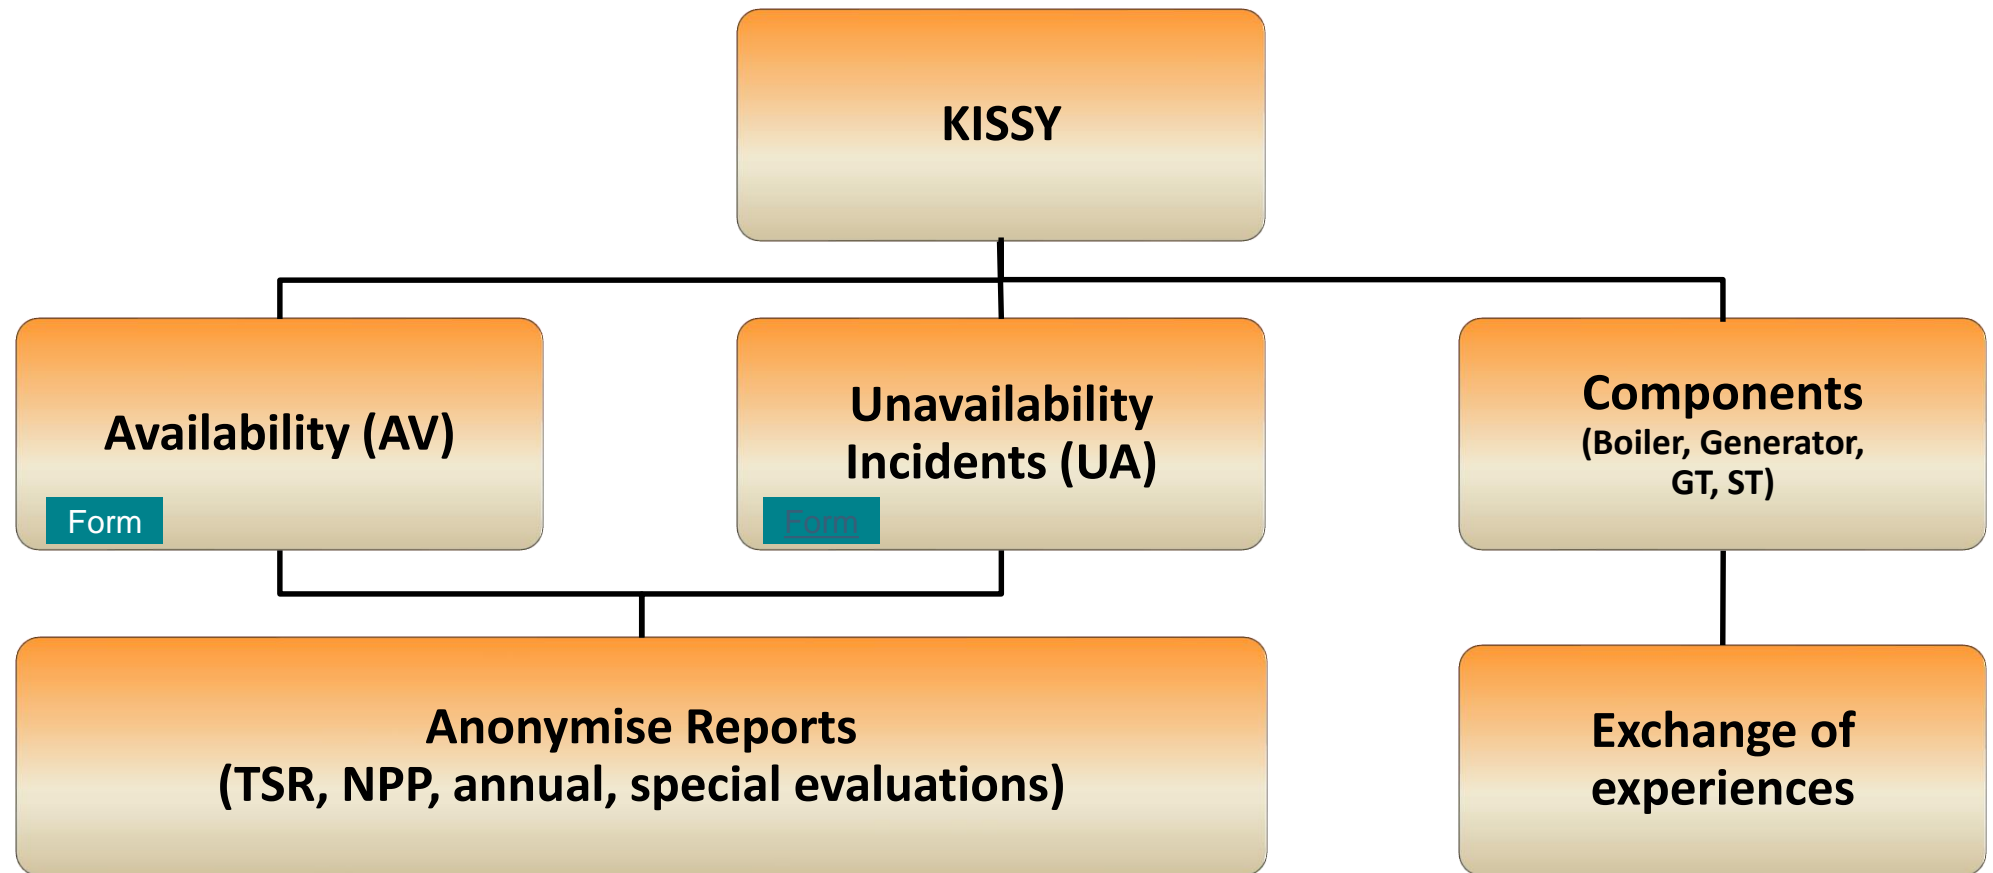 KISSY
Availability (AV)
Form
Unavailability
Incidents (UA)
Form
Components
(Boiler, Generator,
GT, ST)
Anonymise Reports
(TSR, NPP, annual, special evaluations)
Exchange of
experiences